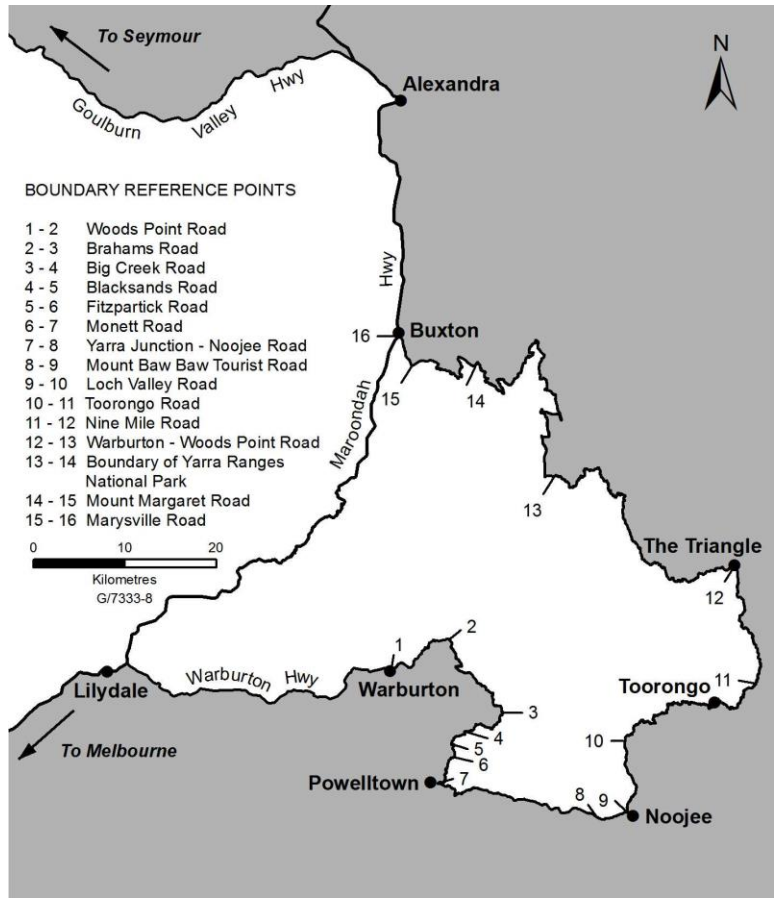 To Seymour
Goulburn Valley Hwy
Alexandra
N
BOUNDARY REFERENCE POINTS
1 - 2 Woods Point Road
2 - 3 Brahams Road
3 - 4 Big Creek Road
4 - 5 Blacksands Road
5 - 6 Fitzpartick Road
6 - 7 Monett Road
7 - 8 Yarra Junction - Noojee Road
8 - 9 Mount Baw Baw Tourist Road
9 - 10 Loch Valley Road
10 - 11 Toorongo Road
11 - 12 Nine Mile Road
12 - 13 Warburton - Woods Point Road
13 - 14 Boundary of Yarra Ranges
National Park
14 - 15 Mount Margaret Road
15 - 16 Marysville Road
0 10 20
Kilometres
G/7333-8
Maroondah Hwy
16
Buxton
15
14
13
The Triangle
12
11
Toorongo
10
Lilydale
Warburton Hwy
1
Warburton
2
3
4
5
6
7
Powelltown
8
9
Noojee
To Melbourne